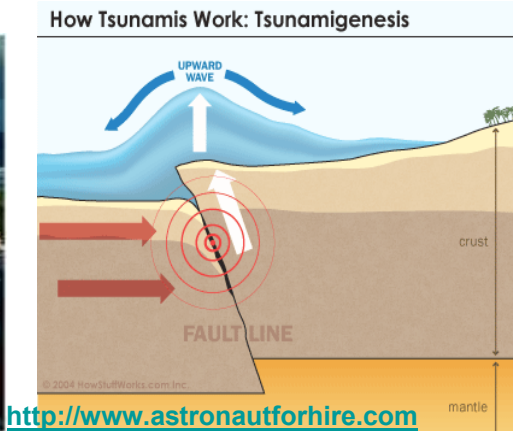 How Tsunamis Work: Tsunamigenesis
UPWARD
WAVE
crust
FAULT LINE
© 2004 HowStuffWorks.com Inc.
mantle
http://www.astronautforhire.com